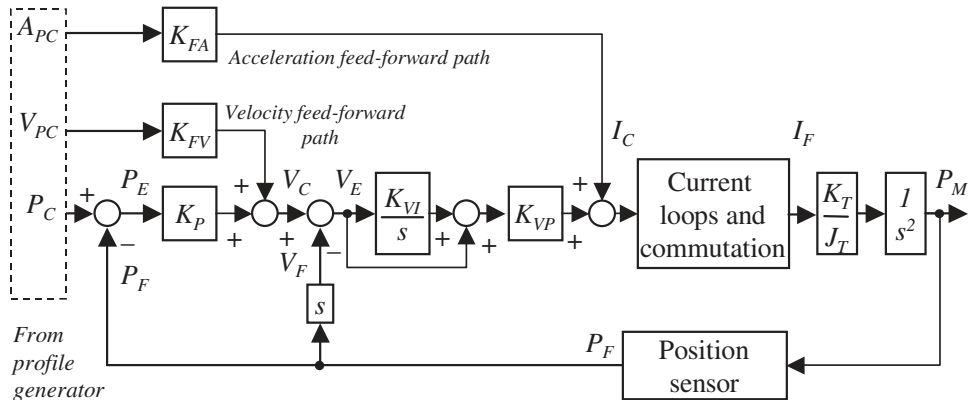 A_PC
K_FA
Acceleration feed-forward path
V_PC
K_FV
Velocity feed-forward
path
I_C
I_F
P_C
+
P_E
K_P
+
+
V_C
V_E
K_VI
s
+
+
K_VP
+
+
Current
loops and
commutation
K_T
J_T
1
s²
P_M
−
P_F
+
V_F
−
s
From
profile
generator
P_F
Position
sensor